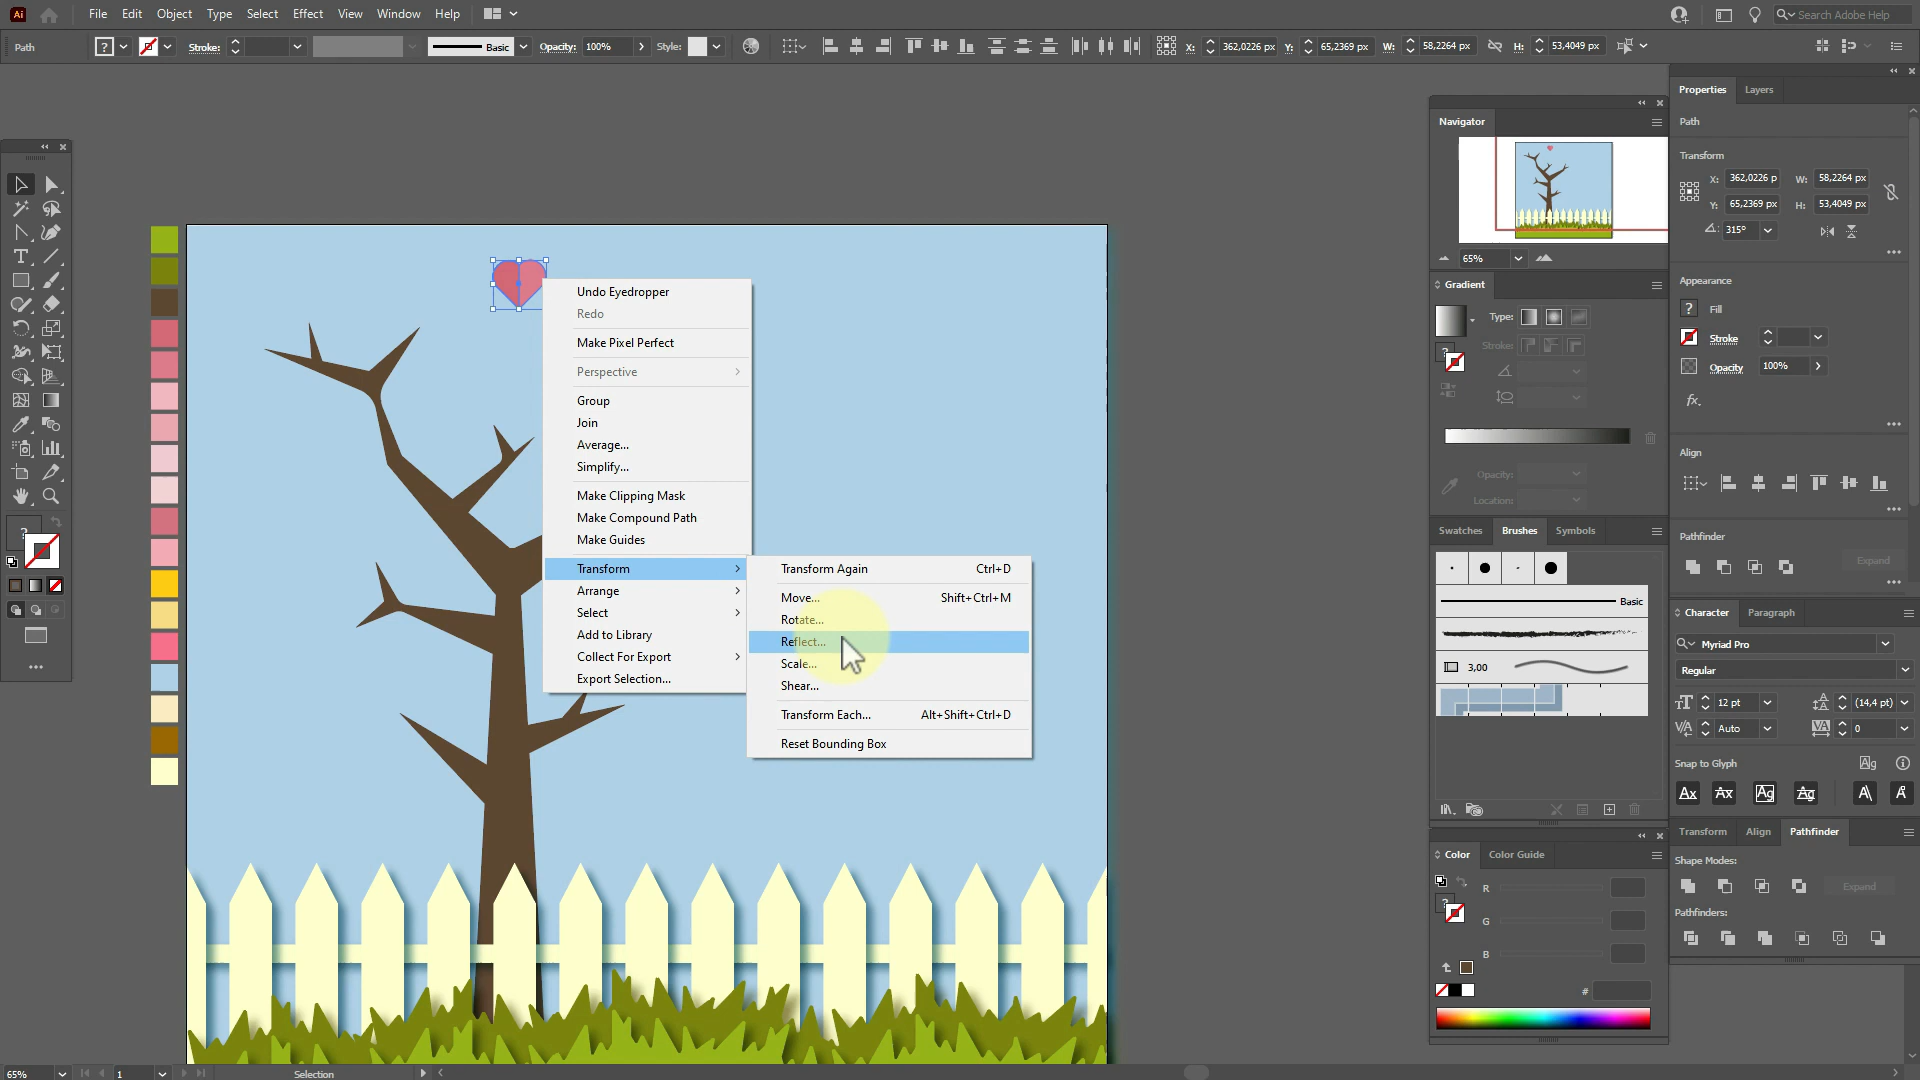 Ai File Edit Object Type Select Effect View Window Help Search Adobe Help
Path ? Stroke: Basic Opacity: 100% Style: X: 362,0226 px Y: 65,2369 px W: 58,2264 px H: 53,4049 px
Properties Layers
Path
Transform
X: 362,0226 p W: 58,2264 px
Y: 65,2369 px H: 53,4049 px
315°
Appearance
? Fill
Stroke
Opacity 100%
fx.
Align
Pathfinder
Expand
Navigator
65%
Gradient
Type:
Stroke:
?
Opacity:
Location:
Swatches Brushes Symbols
Basic
3,00
Character Paragraph
Myriad Pro
Regular
12 pt (14,4 pt)
Auto 0
Snap to Glyph
Transform Align Pathfinder
Shape Modes:
Expand
Pathfinders:
Color Color Guide
R
G
B
#
Undo Eyedropper
Redo
Make Pixel Perfect
Perspective
Group
Join
Average...
Simplify...
Make Clipping Mask
Make Compound Path
Make Guides
Transform
Arrange
Select
Add to Library
Collect For Export
Export Selection...
Transform Again Ctrl+D
Move... Shift+Ctrl+M
Rotate...
Reflect...
Scale...
Shear...
Transform Each... Alt+Shift+Ctrl+D
Reset Bounding Box
65% 1 Selection